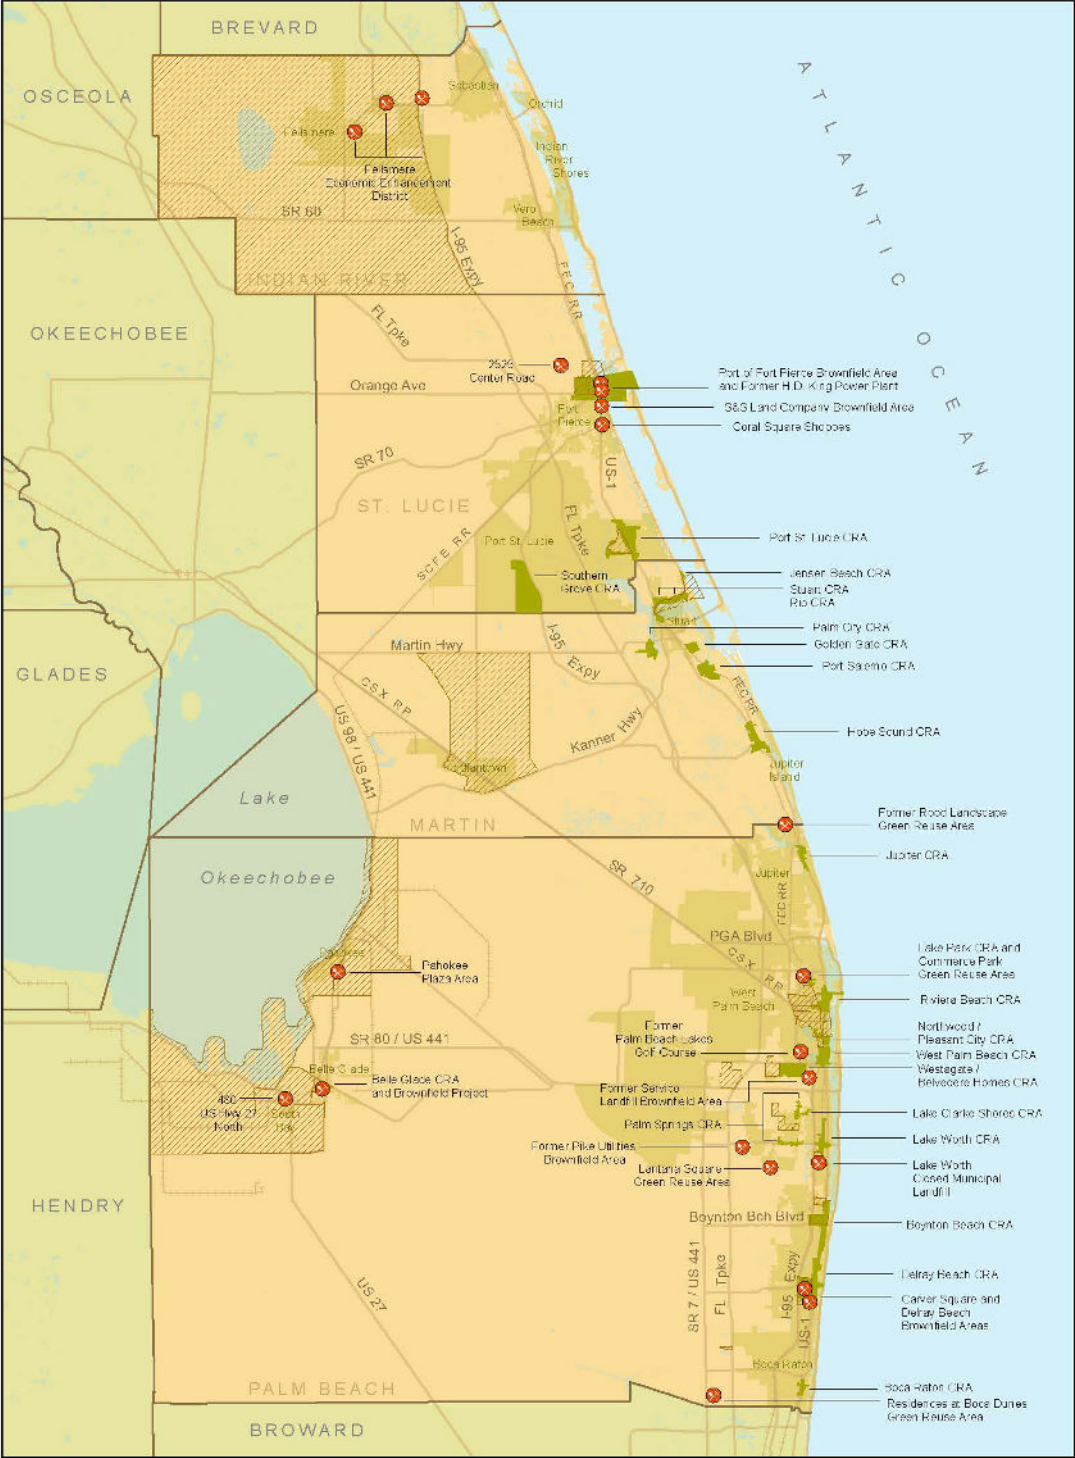 BREVARD
OSCEOLA
Sebastian
Orchid
Fellsmere
Indian
River
Shores
Fellsmere
Economic Enhancement
District
SR 60
Vero
Beach
I-95 Expy
INDIAN RIVER
FEC RR
ATLANTIC OCEAN
OKEECHOBEE
FL Tpke
2525
Center Road
Orange Ave
Port of Fort Pierce Brownfield Area
and Former H.D. King Power Plant
S&S Land Company Brownfield Area
Fort
Pierce
Coral Square Shoppes
SR 70
US-1
ST. LUCIE
FL Tpke
SCFE RR
Port St. Lucie
Port St. Lucie CRA
Southern
Grove CRA
Jensen Beach CRA
Stuart CRA
Rio CRA
Stuart
Palm City CRA
Martin Hwy
I-95 Expy
Golden Gate CRA
Port Salerno CRA
GLADES
CSX RR
FEC RR
US 98 / US 441
Kanner Hwy
Hobe Sound CRA
Jupiter
Island
Indiantown
Lake
MARTIN
Former Rood Landscape
Green Reuse Area
Jupiter CRA
Okeechobee
SR 710
Jupiter
FEC RR
PGA Blvd
CSX RR
Lake Park CRA and
Commerce Park
Green Reuse Area
Pahokee
Pahokee
Plaza Area
West
Palm Beach
Riviera Beach CRA
Former
Palm Beach Lakes
Golf Course
Northwood /
Pleasant City CRA
West Palm Beach CRA
Westgate /
Belvedere Homes CRA
SR 80 / US 441
Belle Glade
Belle Glade CRA
and Brownfield Project
480
US Hwy 27
North
South
Bay
Former Service
Landfill Brownfield Area
Palm Springs CRA
Lake Clarke Shores CRA
Former Pike Utilities
Brownfield Area
Lake Worth CRA
Lantana Square
Green Reuse Area
Lake Worth
Closed Municipal
Landfill
HENDRY
Boynton Bch Blvd
Boynton Beach CRA
SR 7 / US 441
FL Tpke
I-95 Expy
US-1
US 27
Delray Beach CRA
Carver Square and
Delray Beach
Brownfield Areas
Boca Raton
PALM BEACH
Boca Raton CRA
Residences at Boca Dunes
Green Reuse Area
BROWARD